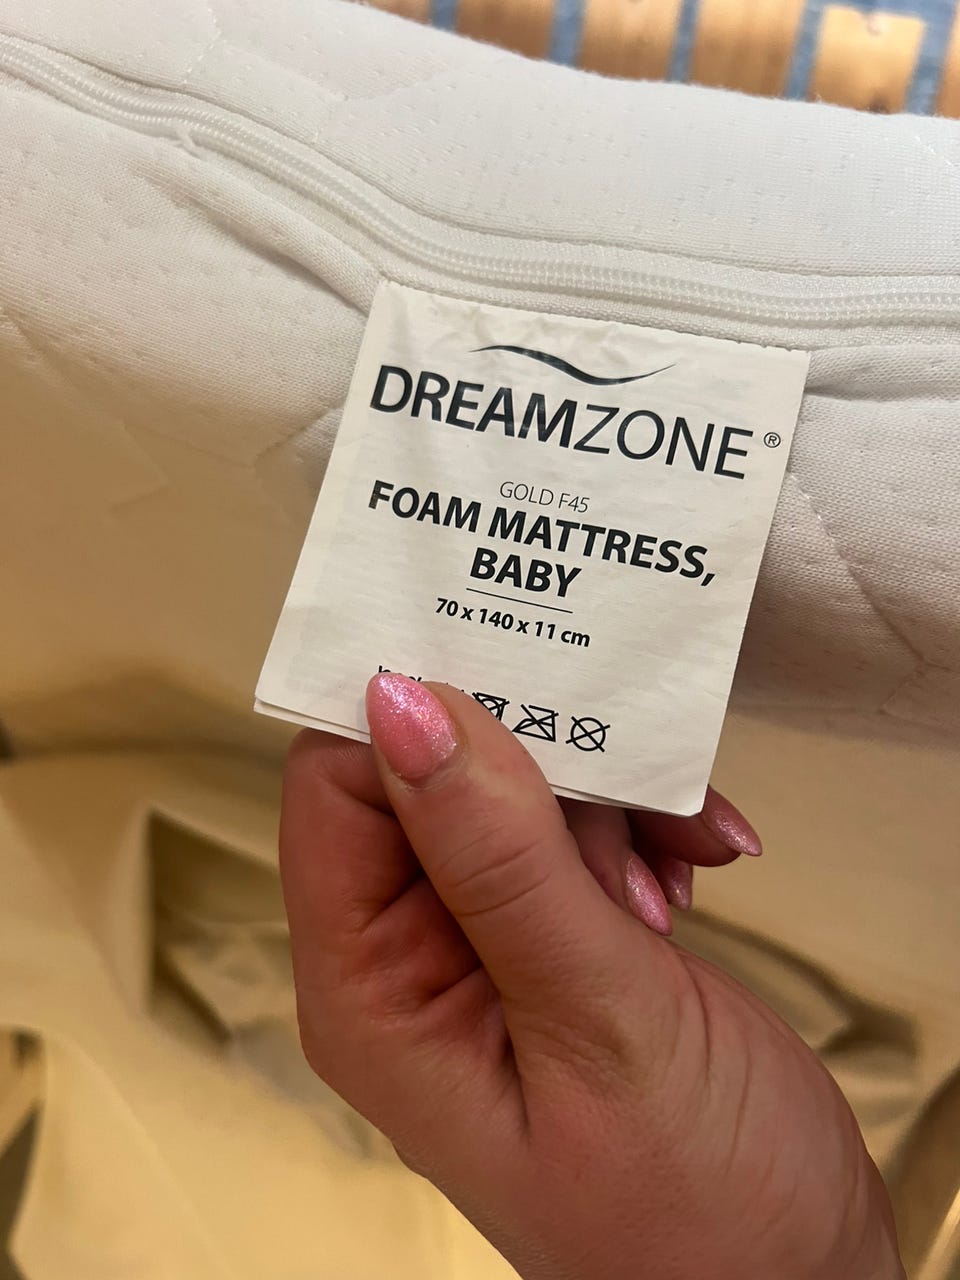 DREAMZONE®
GOLD F45
FOAM MATTRESS,
BABY
70 x 140 x 11 cm